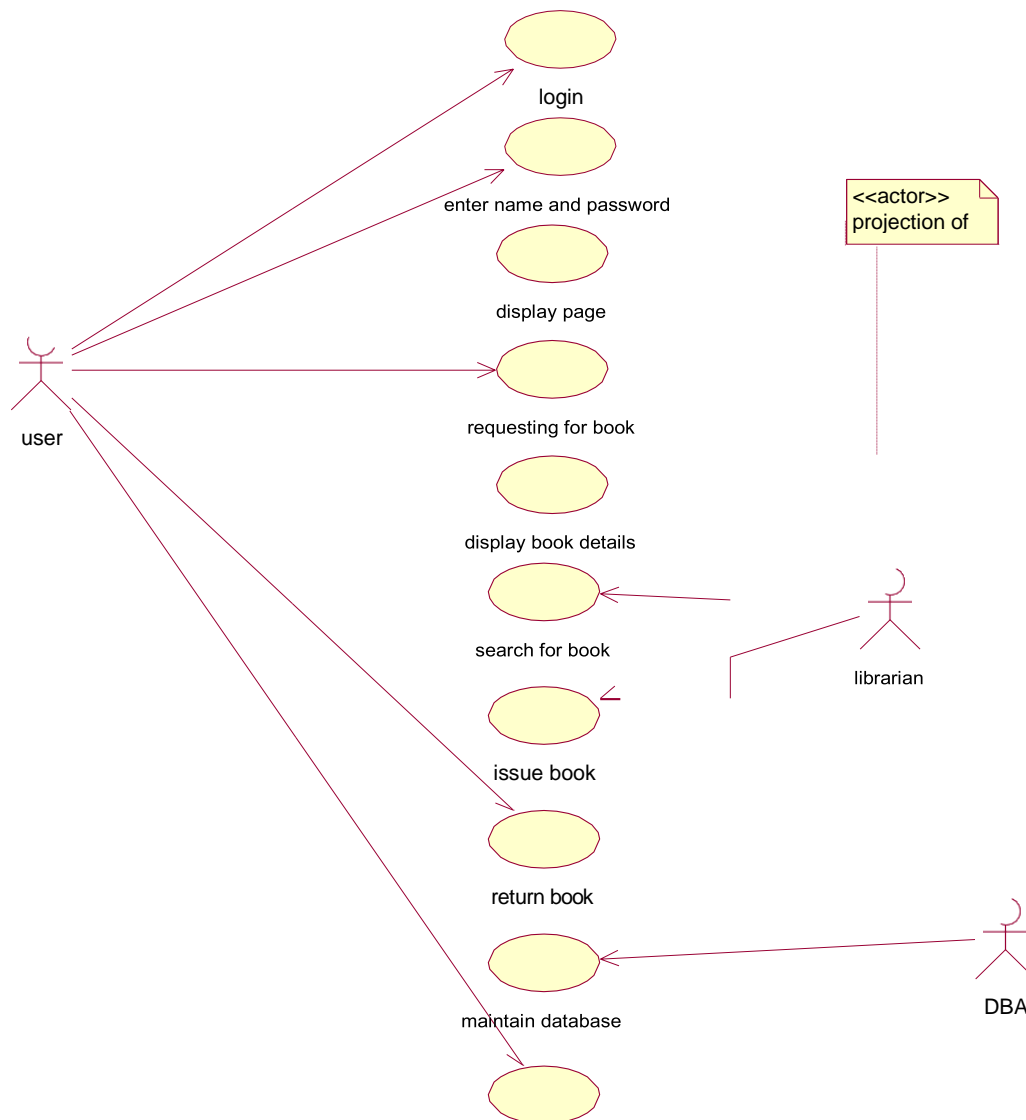 login
enter name and password
<<actor>>
projection of
display page
requesting for book
user
display book details
search for book
librarian
issue book
return book
DBA
maintain database